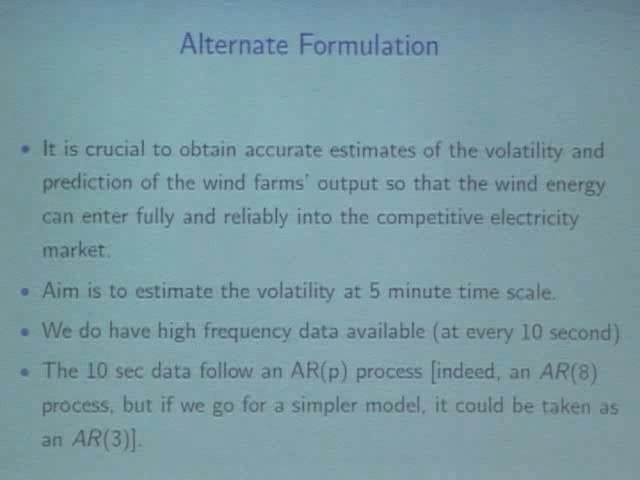 Alternate Formulation
• It is crucial to obtain accurate estimates of the volatility and
prediction of the wind farms' output so that the wind energy
can enter fully and reliably into the competitive electricity
market.
• Aim is to estimate the volatility at 5 minute time scale.
• We do have high frequency data available (at every 10 second)
• The 10 sec data follow an AR(p) process [indeed, an AR(8)
process, but if we go for a simpler model, it could be taken as
an AR(3)].